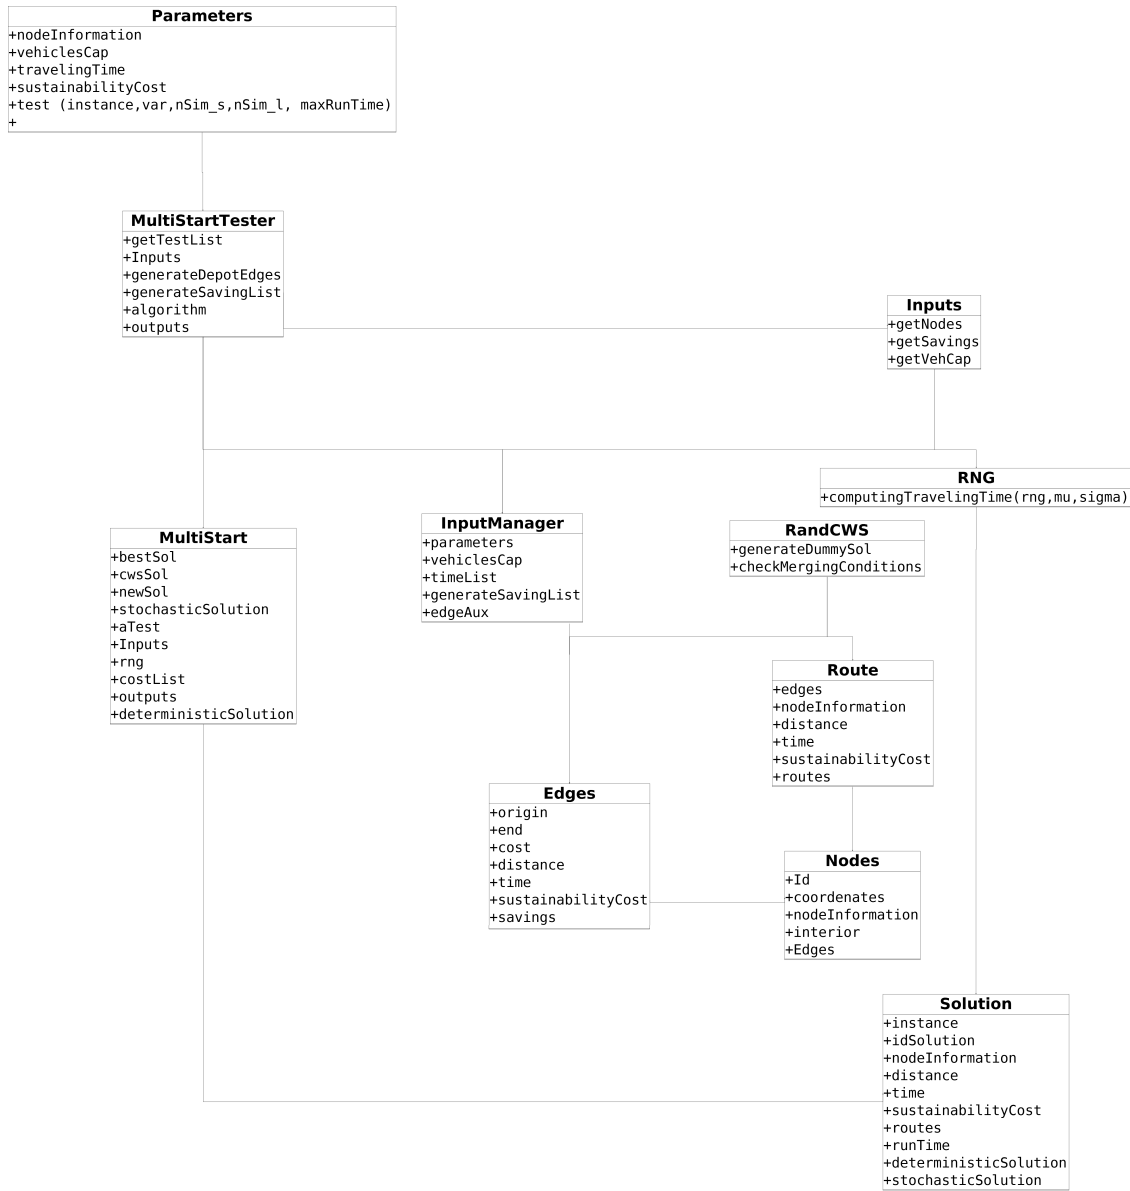 Parameters
+nodeInformation
+vehiclesCap
+travelingTime
+sustainabilityCost
+test (instance,var,nSim_s,nSim_l, maxRunTime)
+
MultiStartTester
+getTestList
+Inputs
+generateDepotEdges
+generateSavingList
+algorithm
+outputs
Inputs
+getNodes
+getSavings
+getVehCap
RNG
+computingTravelingTime(rng,mu,sigma)
MultiStart
+bestSol
+cwsSol
+newSol
+stochasticSolution
+aTest
+Inputs
+rng
+costList
+outputs
+deterministicSolution
InputManager
+parameters
+vehiclesCap
+timeList
+generateSavingList
+edgeAux
RandCWS
+generateDummySol
+checkMergingConditions
Route
+edges
+nodeInformation
+distance
+time
+sustainabilityCost
+routes
Edges
+origin
+end
+cost
+distance
+time
+sustainabilityCost
+savings
Nodes
+Id
+coordenates
+nodeInformation
+interior
+Edges
Solution
+instance
+idSolution
+nodeInformation
+distance
+time
+sustainabilityCost
+routes
+runTime
+deterministicSolution
+stochasticSolution